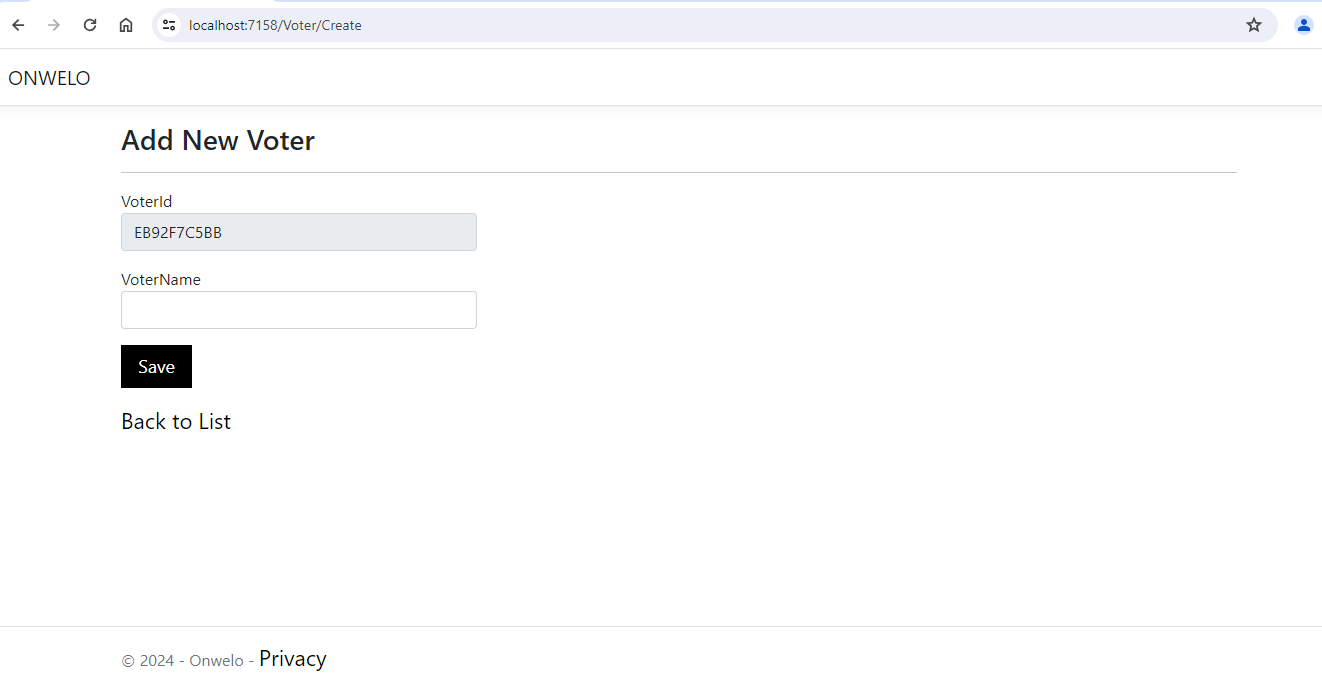 localhost:7158/Voter/Create
ONWELO
Add New Voter
VoterId
EB92F7C5BB
VoterName
Save
Back to List
© 2024 - Onwelo - Privacy